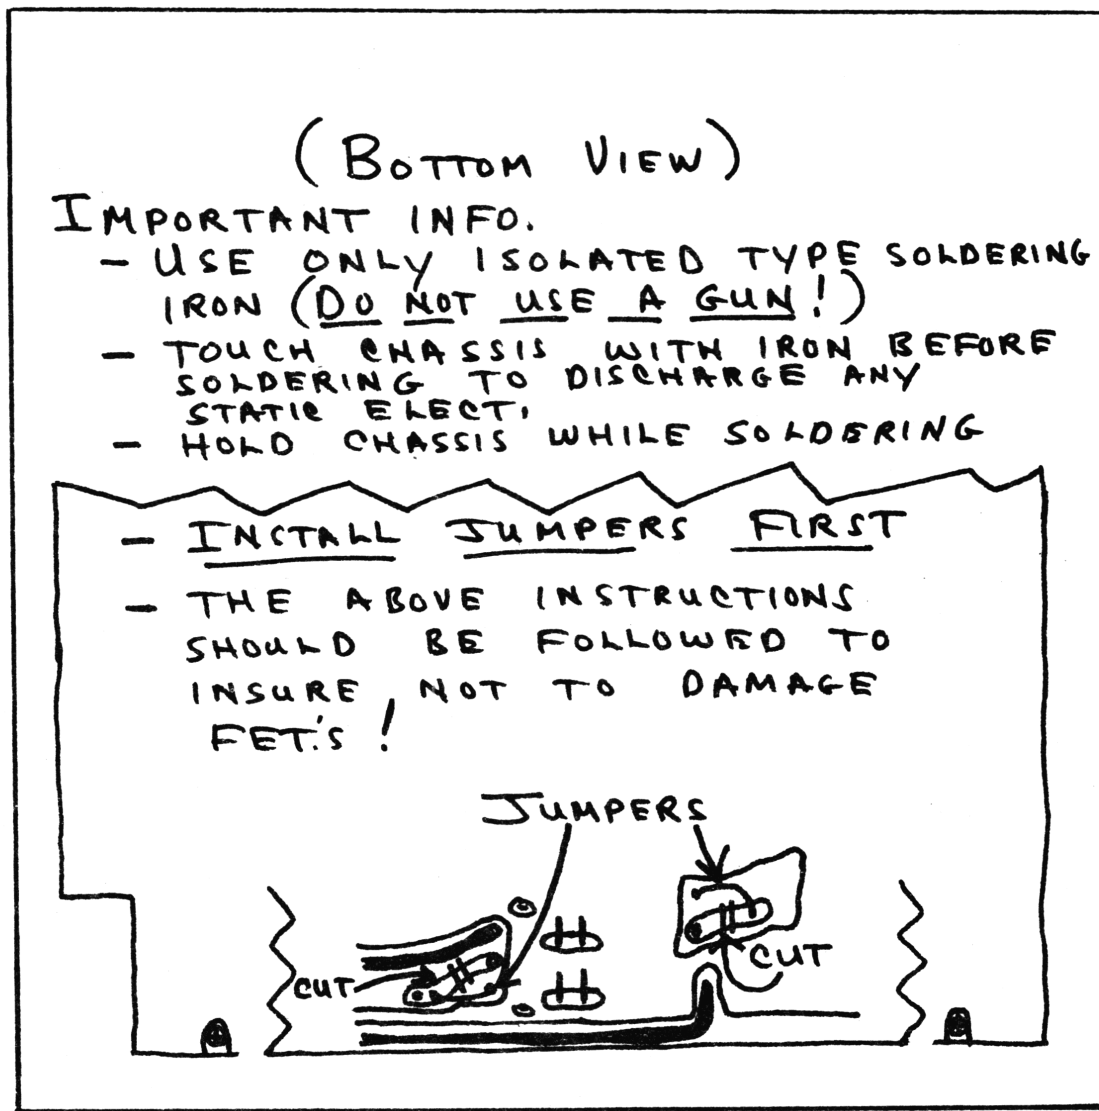 (BOTTOM VIEW)
IMPORTANT INFO.
- USE ONLY ISOLATED TYPE SOLDERING
IRON (DO NOT USE A GUN!)
- TOUCH CHASSIS WITH IRON BEFORE
SOLDERING TO DISCHARGE ANY
STATIC ELECT.
- HOLD CHASSIS WHILE SOLDERING
- INSTALL JUMPERS FIRST
- THE ABOVE INSTRUCTIONS
SHOULD BE FOLLOWED TO
INSURE, NOT TO DAMAGE
FET.'S!
JUMPERS
CUT
CUT